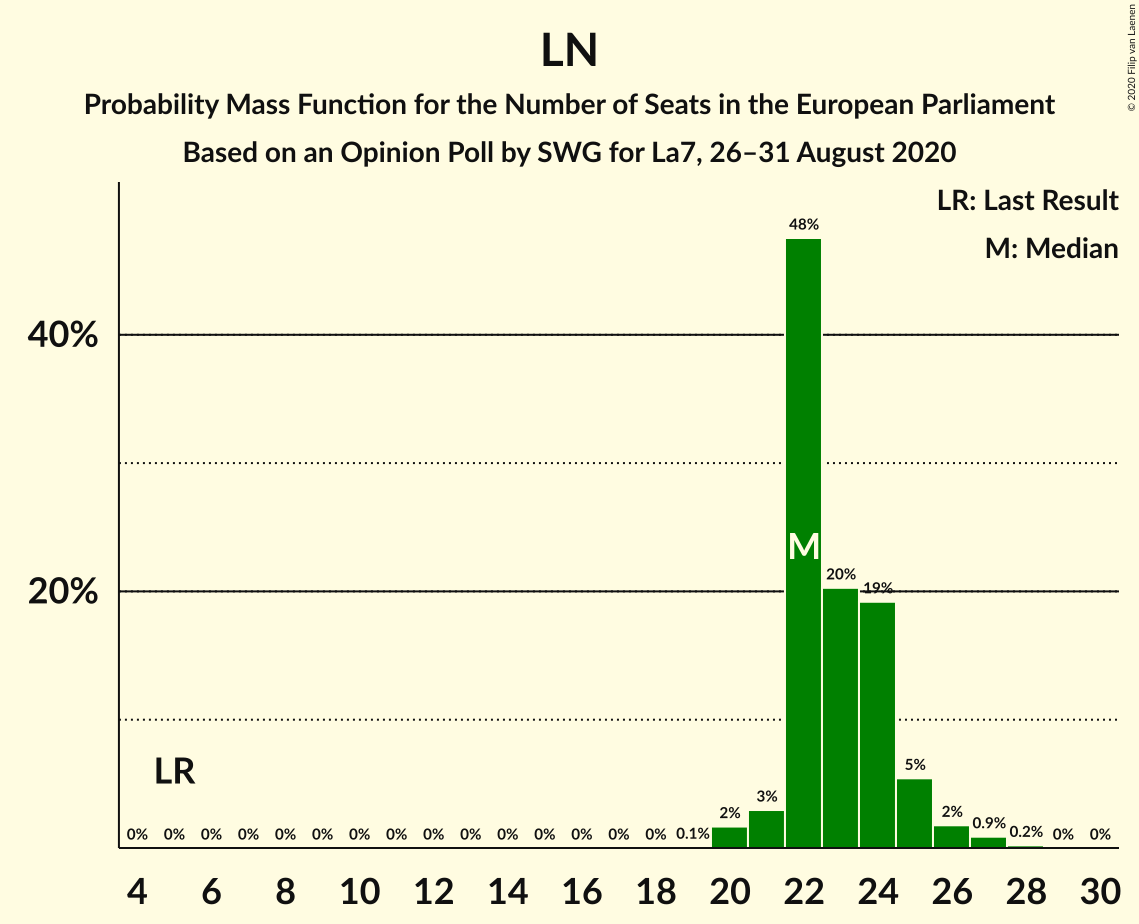 LN
Probability Mass Function for the Number of Seats in the European Parliament
Based on an Opinion Poll by SWG for La7, 26–31 August 2020
© 2020 Filip van Laenen
LR: Last Result
M: Median
48%
40%
M
20%
20%
19%
LR
5%
3%
2%
2%
0.9%
0% 0% 0% 0% 0% 0% 0% 0% 0% 0% 0% 0% 0% 0% 0% 0.1% 0.2% 0% 0%
4 6 8 10 12 14 16 18 20 22 24 26 28 30